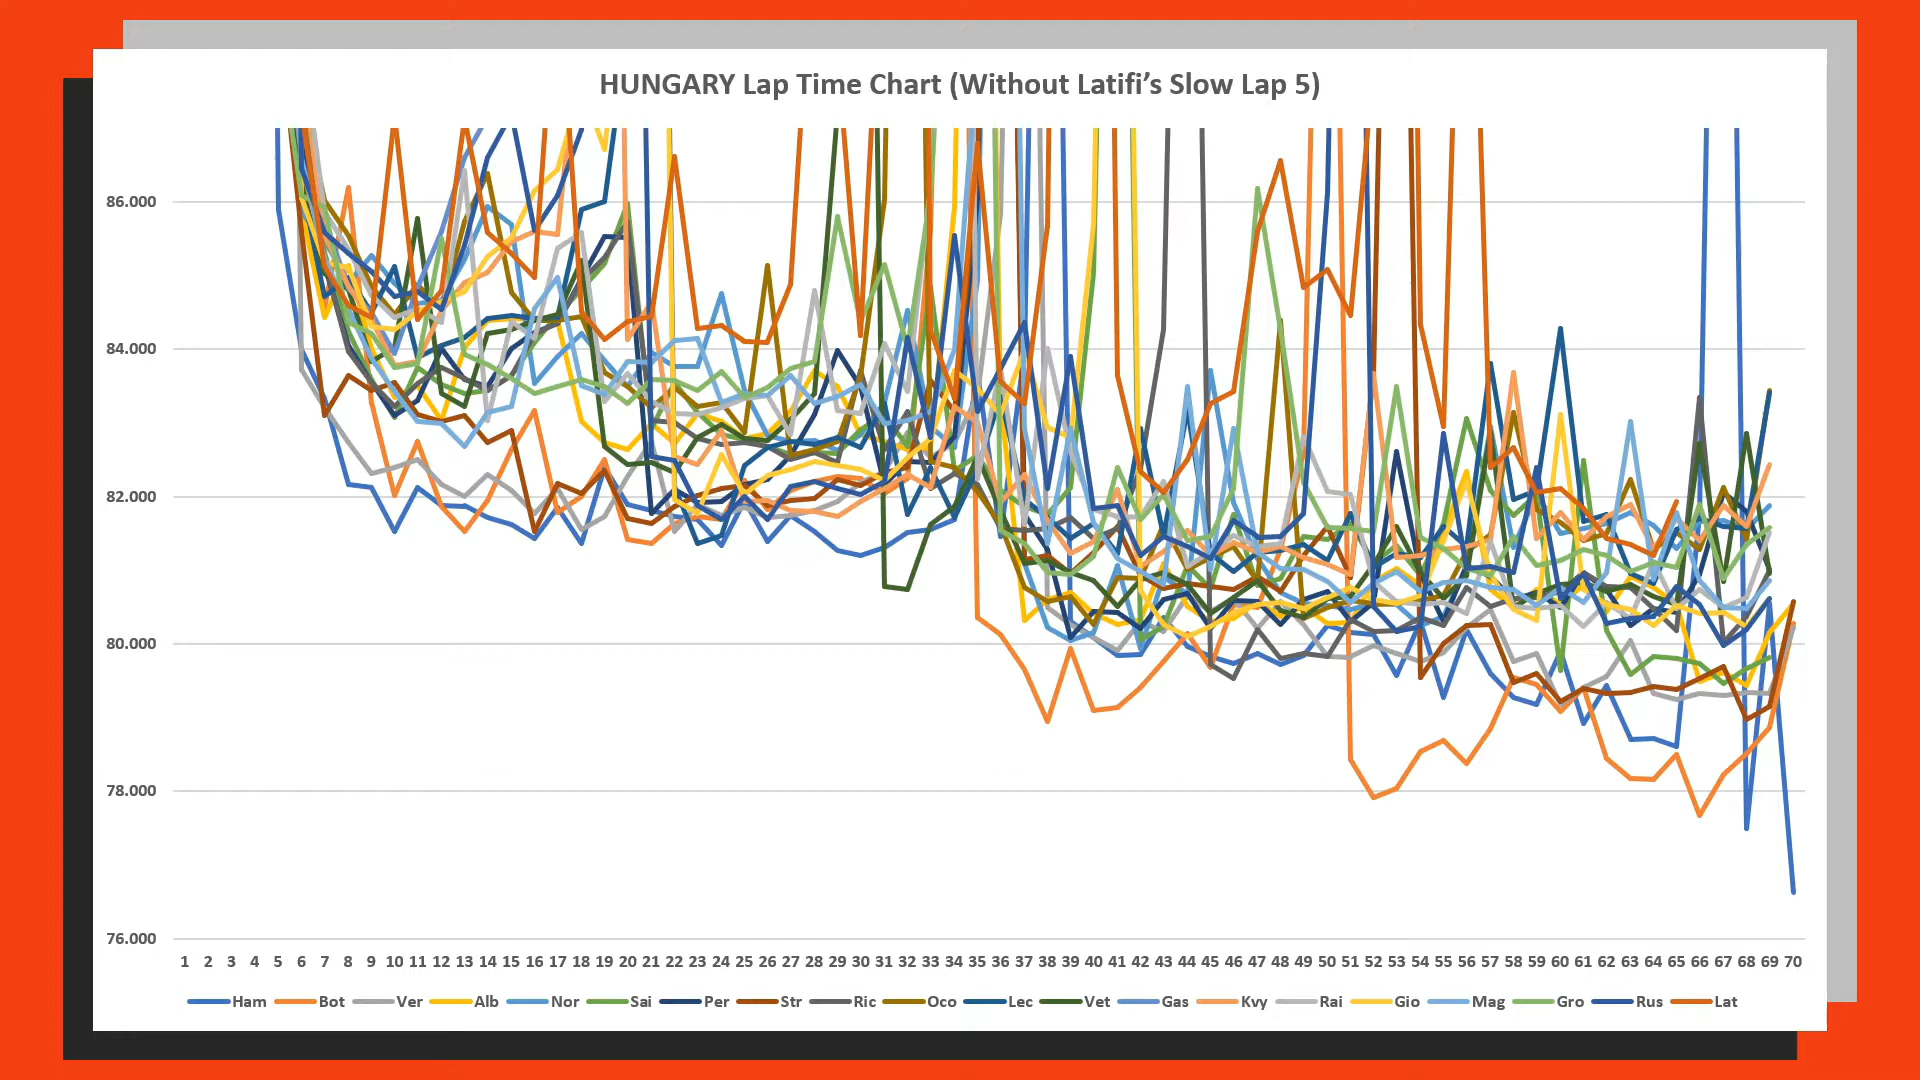 HUNGARY Lap Time Chart (Without Latifi’s Slow Lap 5)
86.000
84.000
82.000
80.000
78.000
76.000
1 2 3 4 5 6 7 8 9 10 11 12 13 14 15 16 17 18 19 20 21 22 23 24 25 26 27 28 29 30 31 32 33 34 35 36 37 38 39 40 41 42 43 44 45 46 47 48 49 50 51 52 53 54 55 56 57 58 59 60 61 62 63 64 65 66 67 68 69 70
Ham Bot Ver Alb Nor Sai Per Str Ric Oco Lec Vet Gas Kvy Rai Gio Mag Gro Rus Lat